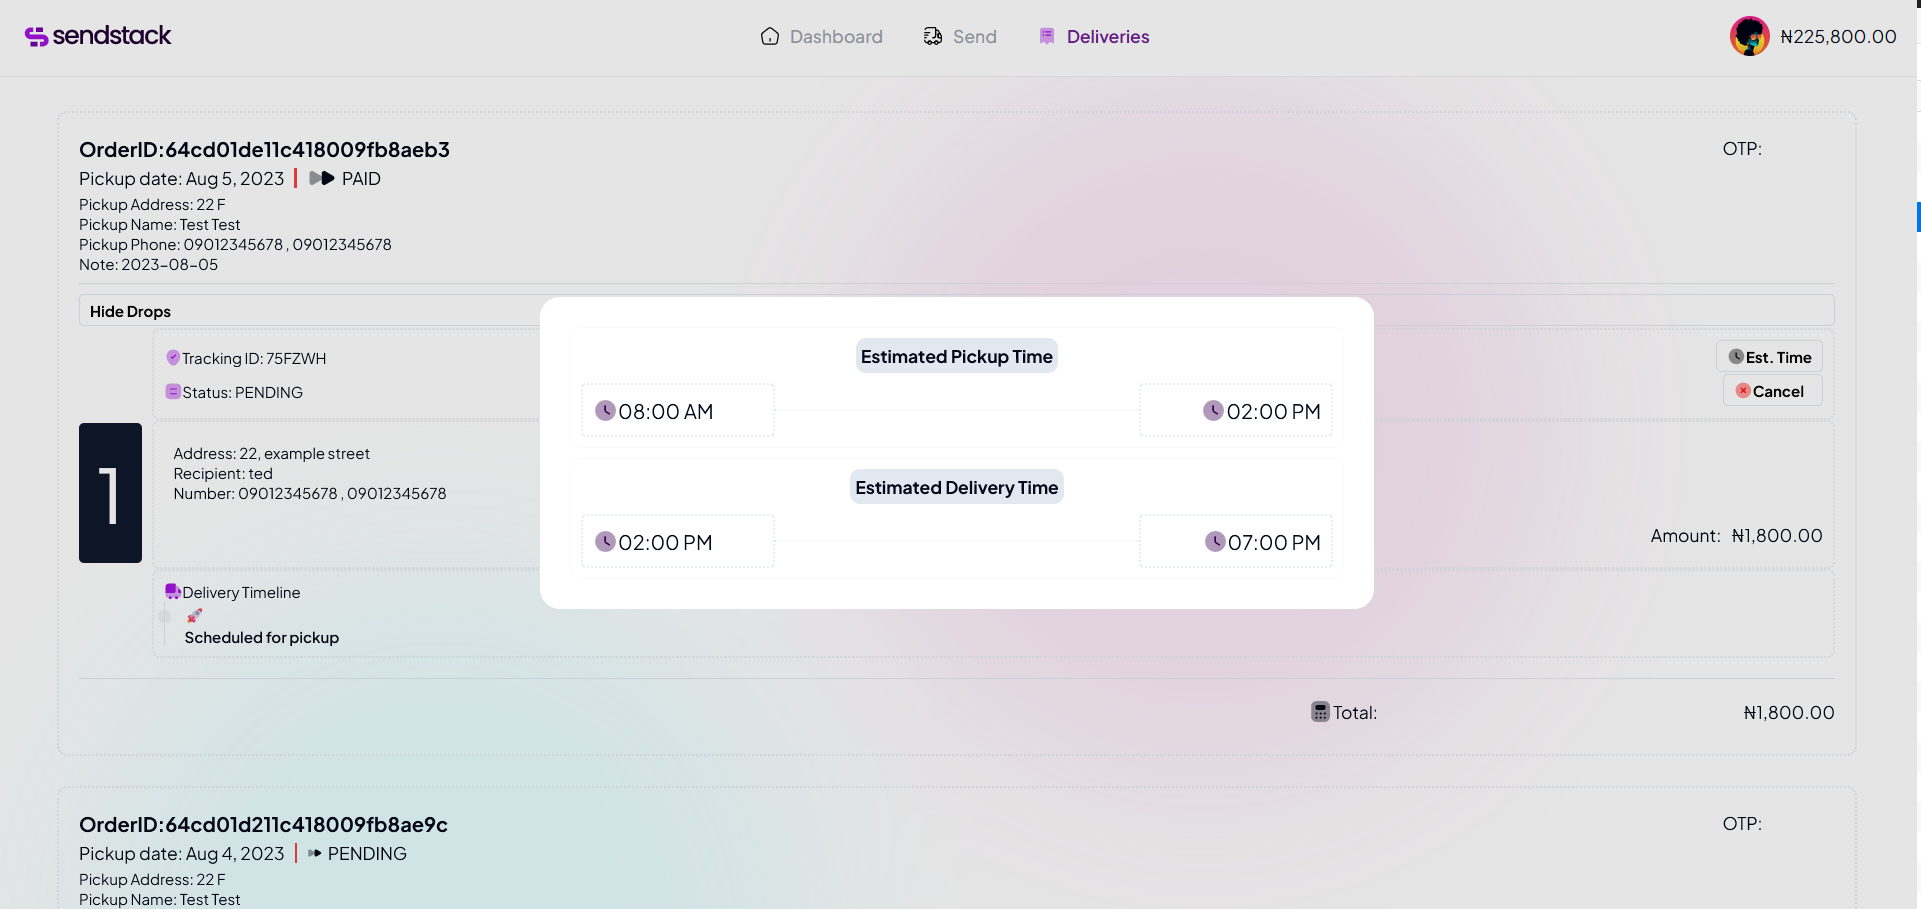 sendstack
Dashboard
Send
Deliveries
₦225,800.00
OrderID:64cd01de11c418009fb8aeb3
OTP:
Pickup date: Aug 5, 2023
PAID
Pickup Address: 22 F
Pickup Name: Test Test
Pickup Phone: 09012345678 , 09012345678
Note: 2023-08-05
Hide Drops
Tracking ID: 75FZWH
Est. Time
Status: PENDING
Cancel
1
Address: 22, example street
Recipient: ted
Number: 09012345678 , 09012345678
Amount: ₦1,800.00
Delivery Timeline
Scheduled for pickup
Total: ₦1,800.00
Estimated Pickup Time
08:00 AM
02:00 PM
Estimated Delivery Time
02:00 PM
07:00 PM
OrderID:64cd01d211c418009fb8ae9c
OTP:
Pickup date: Aug 4, 2023
PENDING
Pickup Address: 22 F
Pickup Name: Test Test